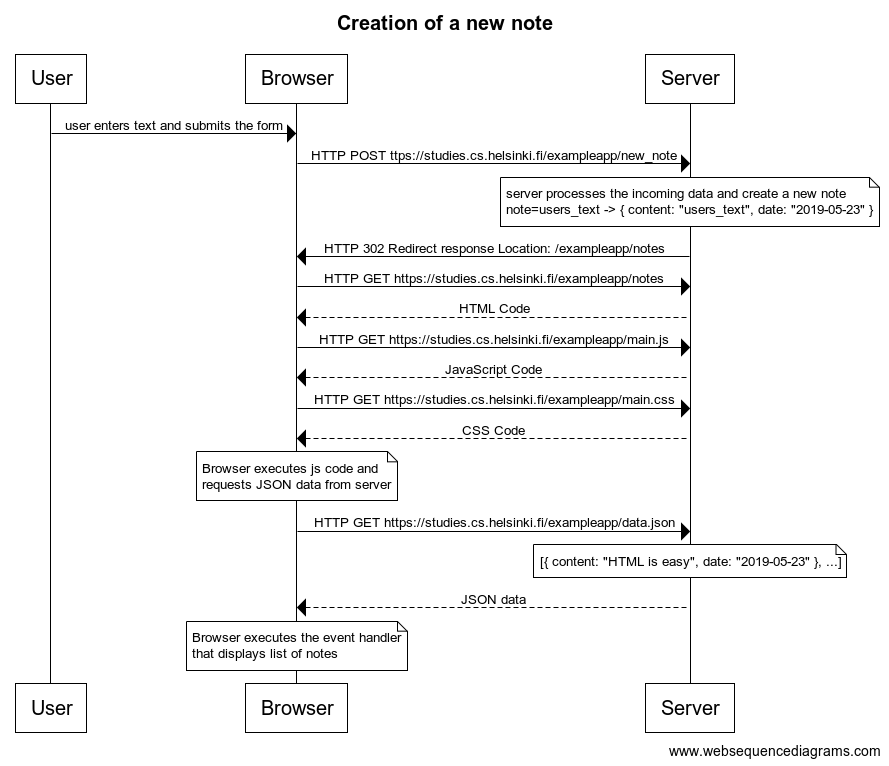 Creation of a new note
User
Browser
Server
user enters text and submits the form
HTTP POST ttps://studies.cs.helsinki.fi/exampleapp/new_note
server processes the incoming data and create a new note
note=users_text -> { content: "users_text", date: "2019-05-23" }
HTTP 302 Redirect response Location: /exampleapp/notes
HTTP GET https://studies.cs.helsinki.fi/exampleapp/notes
HTML Code
HTTP GET https://studies.cs.helsinki.fi/exampleapp/main.js
JavaScript Code
HTTP GET https://studies.cs.helsinki.fi/exampleapp/main.css
CSS Code
Browser executes js code and
requests JSON data from server
HTTP GET https://studies.cs.helsinki.fi/exampleapp/data.json
[{ content: "HTML is easy", date: "2019-05-23" }, ...]
JSON data
Browser executes the event handler
that displays list of notes
User
Browser
Server
www.websequencediagrams.com